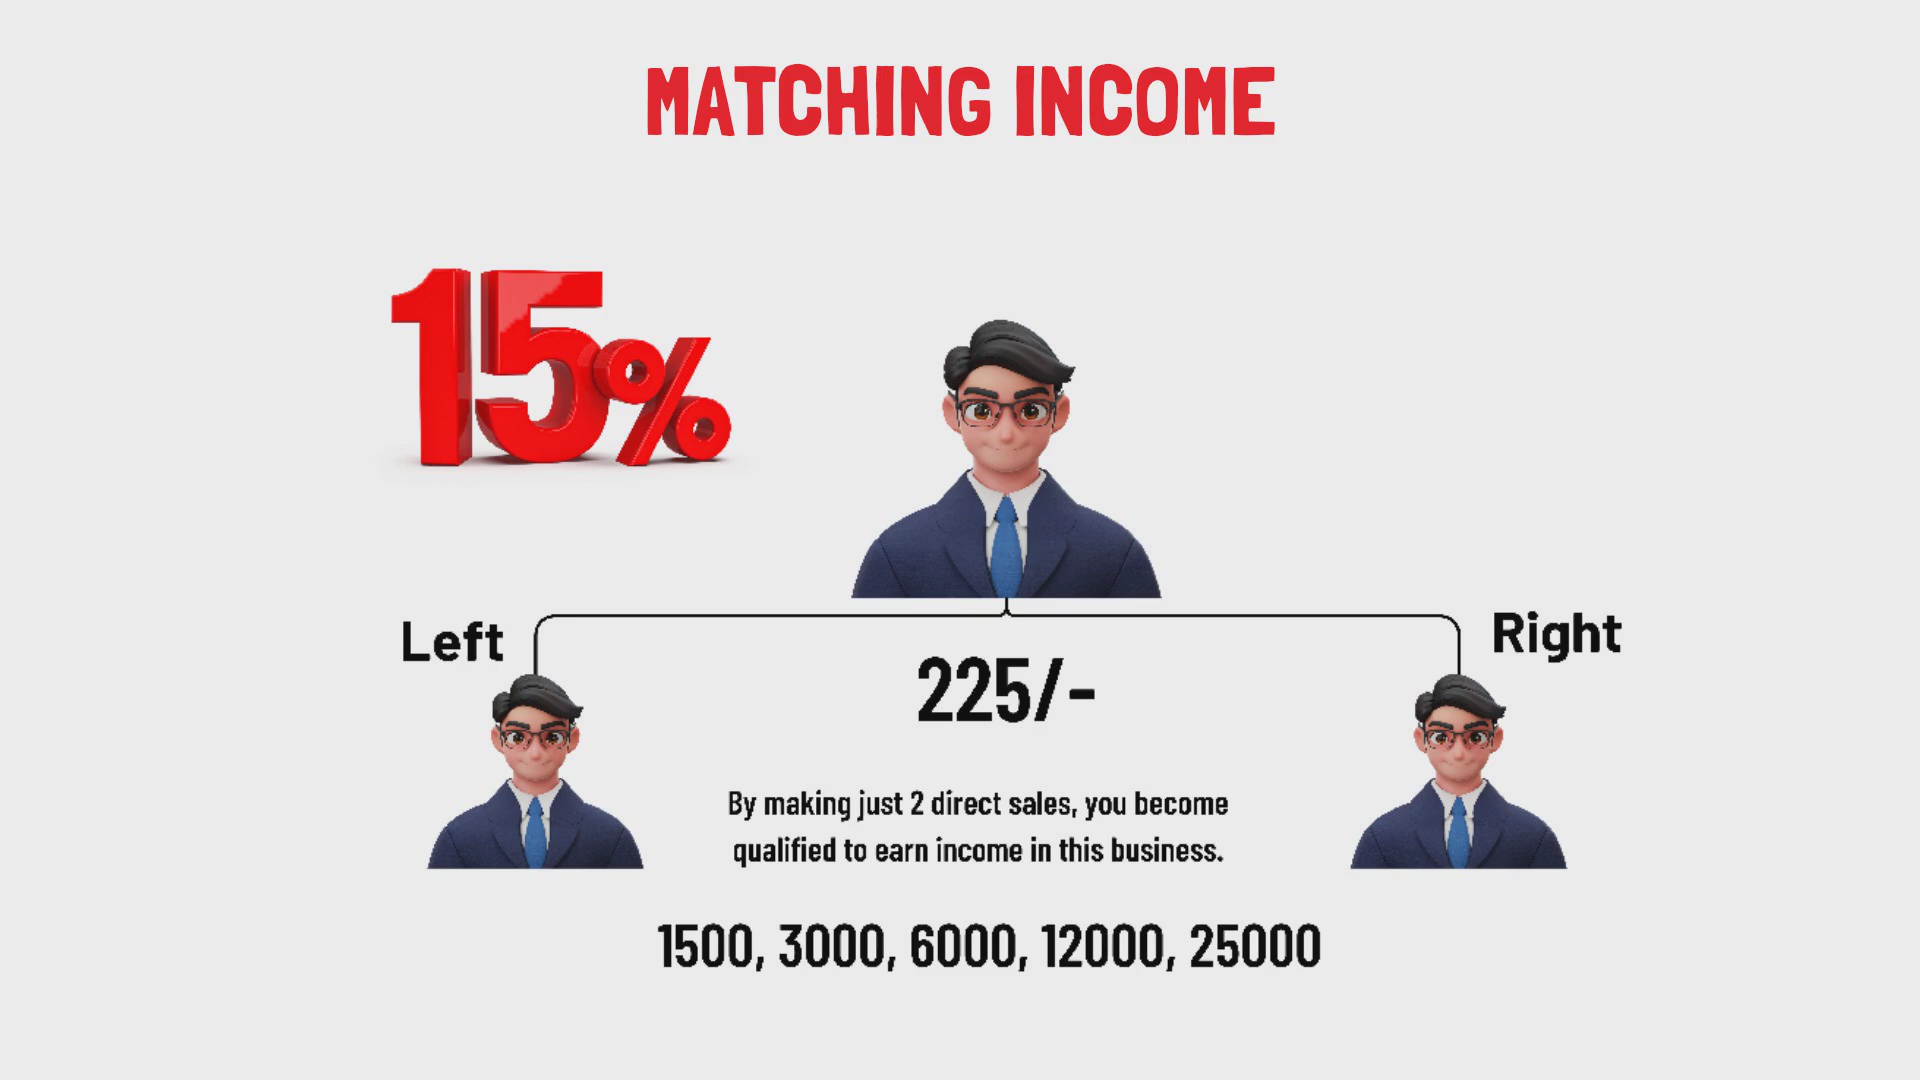 MATCHING INCOME
15%
Left
Right
225/-
By making just 2 direct sales, you become
qualified to earn income in this business.
1500, 3000, 6000, 12000, 25000